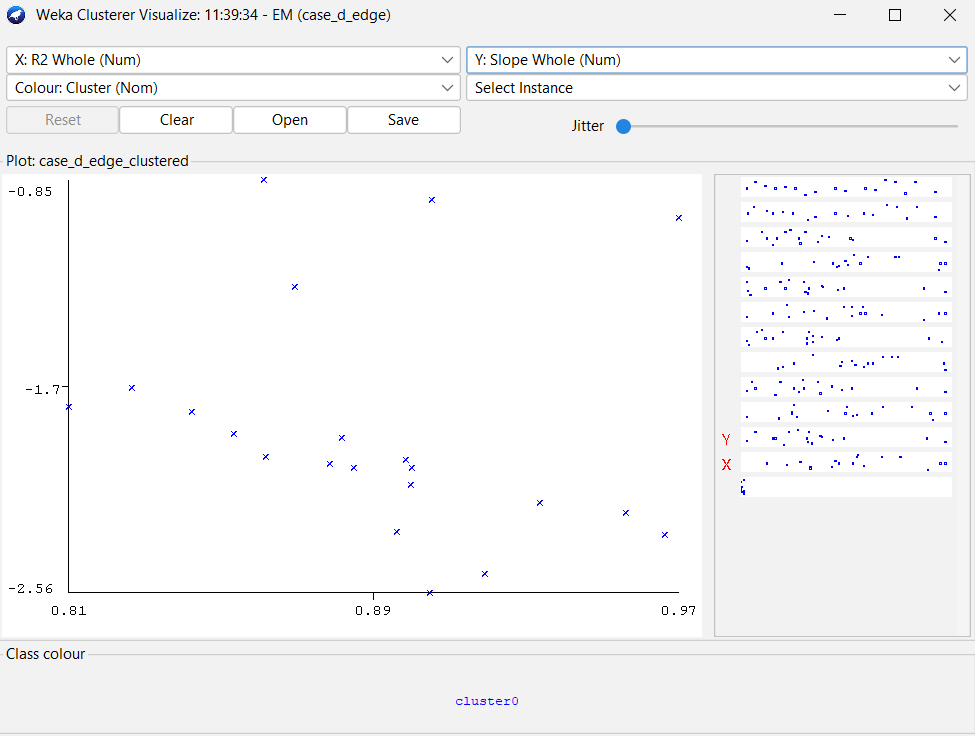 Weka Clusterer Visualize: 11:39:34 - EM (case_d_edge)
X: R2 Whole (Num)
Y: Slope Whole (Num)
Colour: Cluster (Nom)
Select Instance
Reset
Clear
Open
Save
Jitter
Plot: case_d_edge_clustered
-0.85
-1.7
-2.56
0.81
0.89
0.97
Y
X
Class colour
cluster0